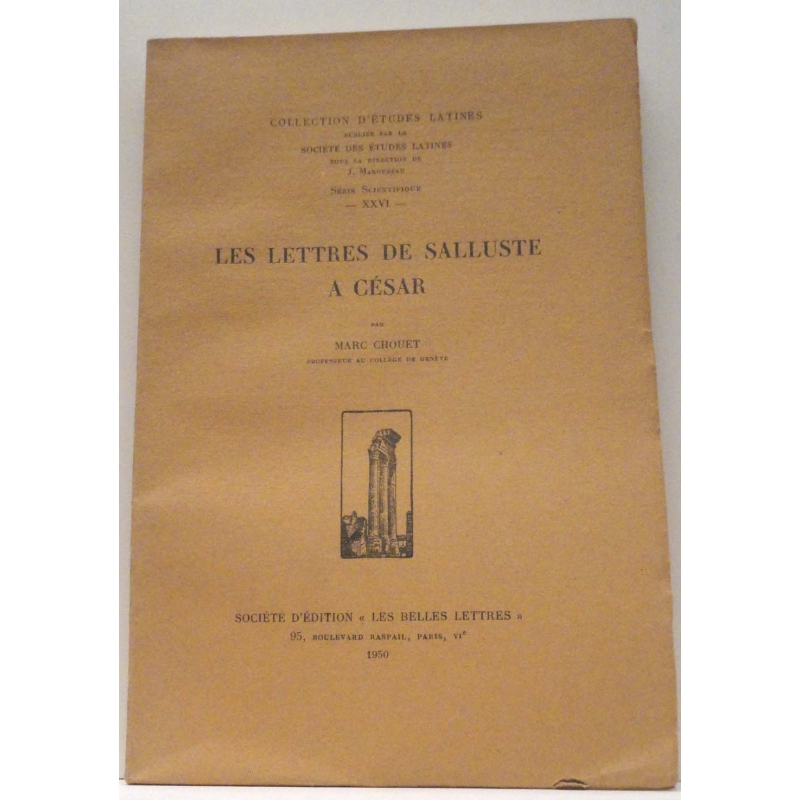 COLLECTION D'ÉTUDES LATINES
PUBLIÉE PAR LA
SOCIÉTÉ DES ÉTUDES LATINES
SOUS LA DIRECTION DE
J. MAROUZEAU
SÉRIE SCIENTIFIQUE
— XXVI —
LES LETTRES DE SALLUSTE
A CÉSAR
PAR
MARC CHOUET
PROFESSEUR AU COLLÈGE DE GENÈVE
SOCIÉTÉ D'ÉDITION « LES BELLES LETTRES »
95, BOULEVARD RASPAIL, PARIS, VIe
1950